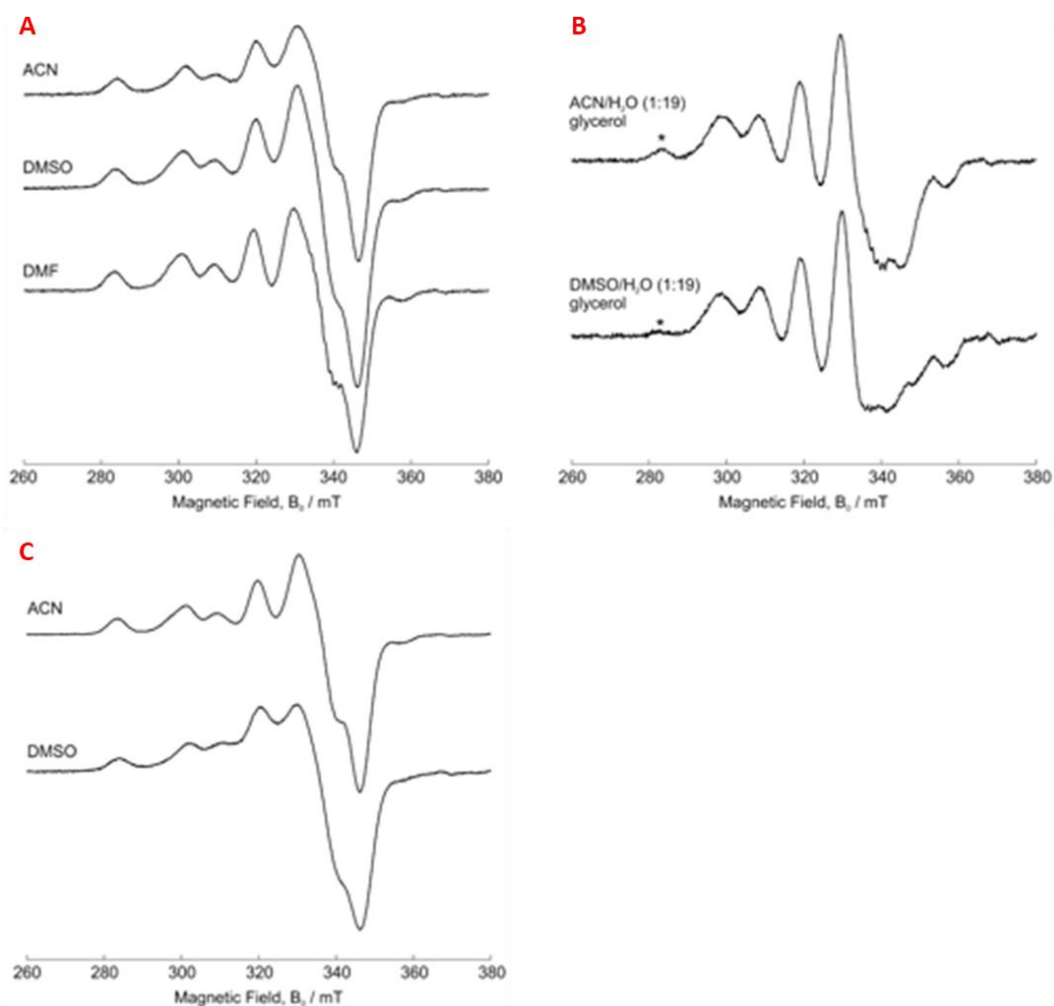 A
ACN
DMSO
DMF
260 280 300 320 340 360 380
Magnetic Field, B₀ / mT
B
ACN/H₂O (1:19)
glycerol
*
DMSO/H₂O (1:19)
glycerol
*
260 280 300 320 340 360 380
Magnetic Field, B₀ / mT
C
ACN
DMSO
260 280 300 320 340 360 380
Magnetic Field, B₀ / mT